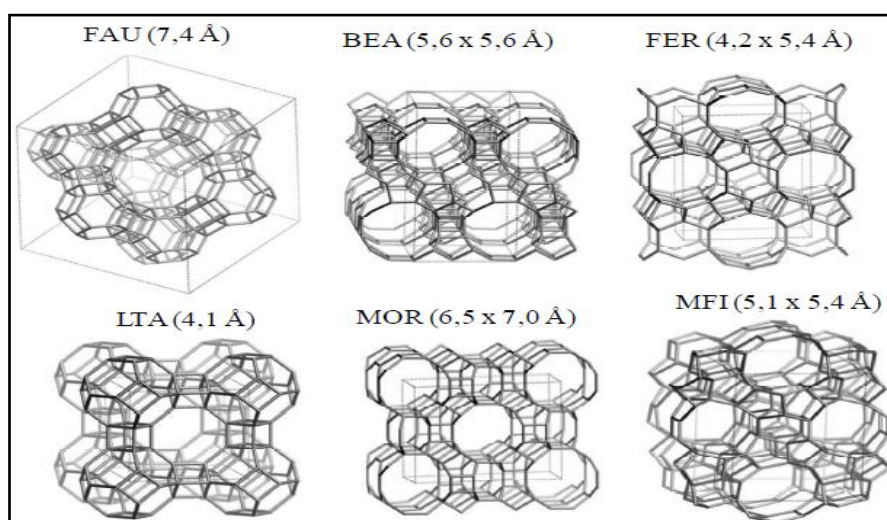 FAU (7,4 Å)
BEA (5,6 x 5,6 Å)
FER (4,2 x 5,4 Å)
LTA (4,1 Å)
MOR (6,5 x 7,0 Å)
MFI (5,1 x 5,4 Å)